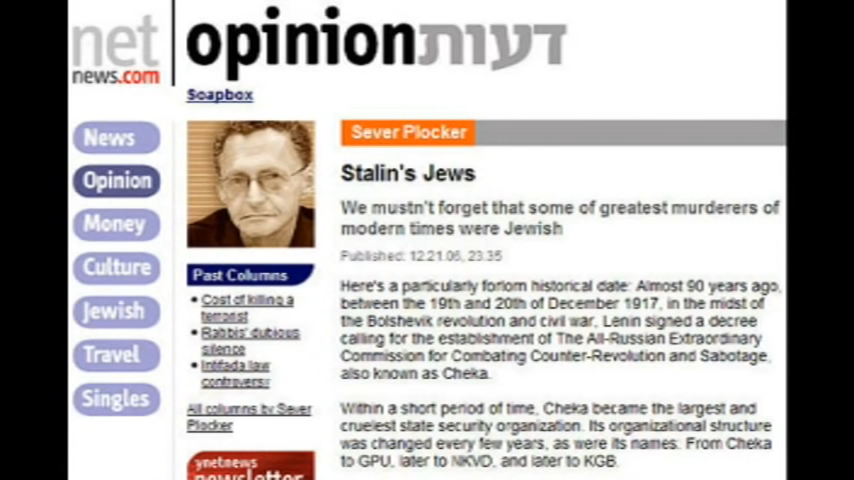 net
news.com
opinionדעות
Soapbox
News
Opinion
Money
Culture
Jewish
Travel
Singles
Past Columns
• Cost of killing a
terrorist
• Rabbis' dubious
silence
• Intifada law
controversy
All columns by Sever
Plocker
ynetnews
newsletter
Sever Plocker
Stalin's Jews
We mustn't forget that some of greatest murderers of
modern times were Jewish
Published: 12.21.06, 23.35
Here's a particularly forlorn historical date: Almost 90 years ago,
between the 19th and 20th of December 1917, in the midst of
the Bolshevik revolution and civil war, Lenin signed a decree
calling for the establishment of The All-Russian Extraordinary
Commission for Combating Counter-Revolution and Sabotage,
also known as Cheka.
Within a short period of time, Cheka became the largest and
cruelest state security organization. Its organizational structure
was changed every few years, as were its names: From Cheka
to GPU, later to NKVD, and later to KGB.